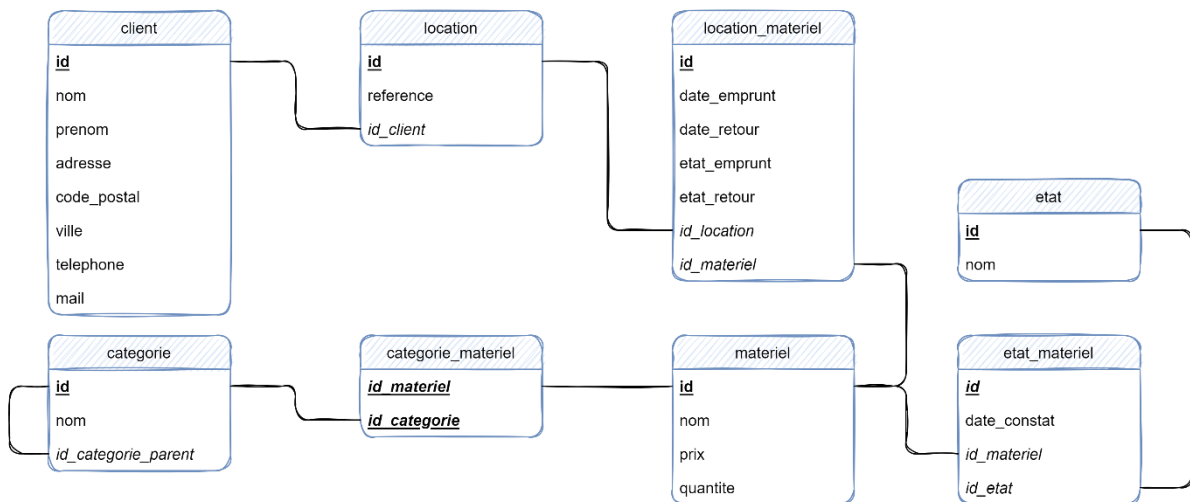 client
id
nom
prenom
adresse
code_postal
ville
telephone
mail
location
id
reference
id_client
location_materiel
id
date_emprunt
date_retour
etat_emprunt
etat_retour
id_location
id_materiel
etat
id
nom
categorie
id
nom
id_categorie_parent
categorie_materiel
id_materiel
id_categorie
materiel
id
nom
prix
quantite
etat_materiel
id
date_constat
id_materiel
id_etat